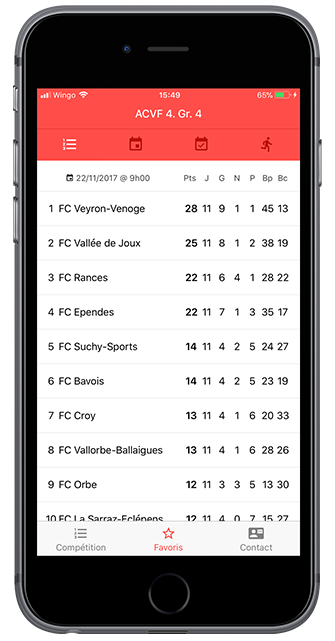 Wingo 15:49 65%
ACVF 4. Gr. 4
22/11/2017 @ 9h00 Pts J G N P Bp Bc
1 FC Veyron-Venoge 28 11 9 1 1 45 13
2 FC Vallée de Joux 25 11 8 1 2 38 19
3 FC Rances 22 11 6 4 1 28 22
4 FC Ependes 22 11 7 1 3 35 17
5 FC Suchy-Sports 14 11 4 2 5 24 27
6 FC Bavois 14 11 4 2 5 23 19
7 FC Croy 13 11 4 1 6 20 33
8 FC Vallorbe-Ballaigues 13 11 4 1 6 28 26
9 FC Orbe 12 11 3 3 5 13 30
10 FC La Sarraz-Eclépens 12 11 4 0 7 15 27
Compétition Favoris Contact